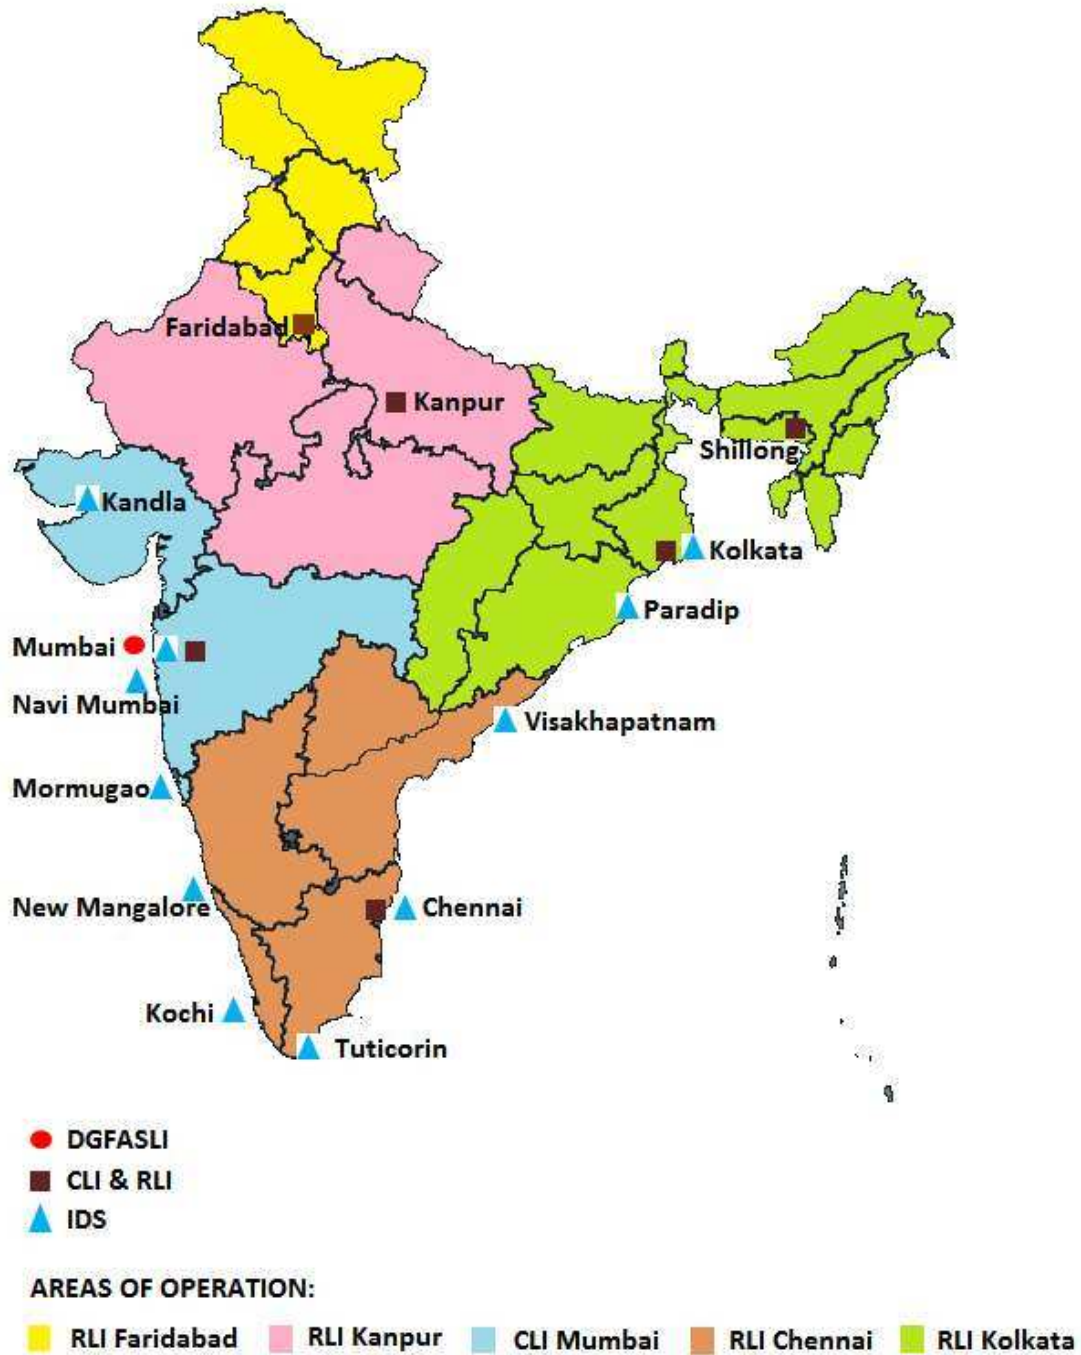 Faridabad
Kanpur
Shillong
Kandla
Kolkata
Paradip
Mumbai
Navi Mumbai
Visakhapatnam
Mormugao
New Mangalore
Chennai
Kochi
Tuticorin
DGFASLI
CLI & RLI
IDS
AREAS OF OPERATION:
RLI Faridabad RLI Kanpur CLI Mumbai RLI Chennai RLI Kolkata